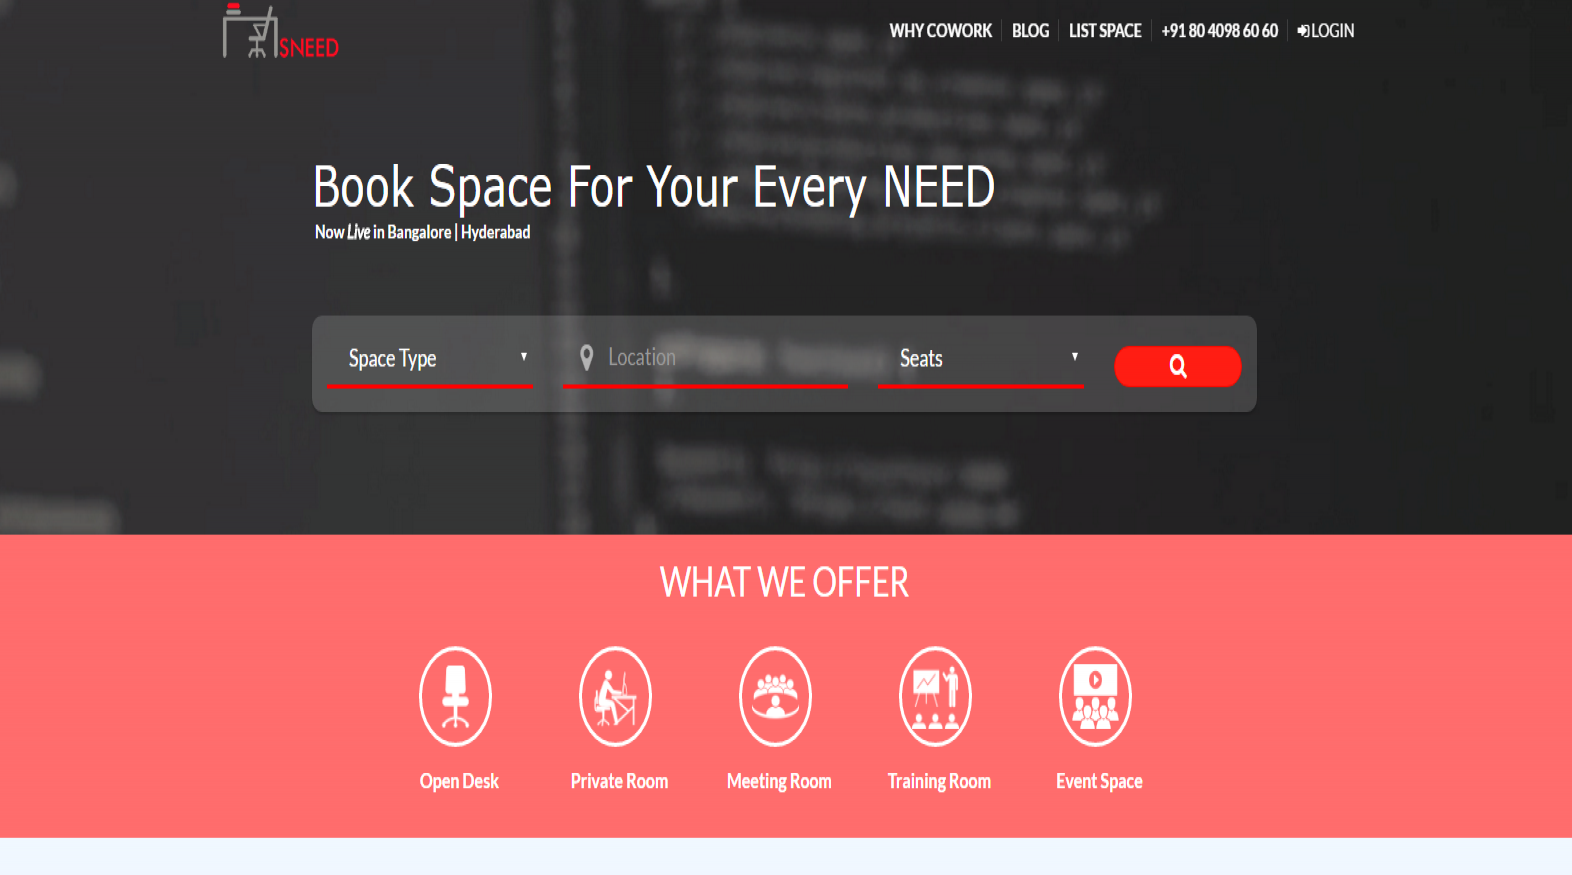 SNEED
WHY COWORK BLOG LIST SPACE +91 80 4098 60 60 LOGIN
Book Space For Your Every NEED
Now Live in Bangalore | Hyderabad
Space Type Location Seats
WHAT WE OFFER
Open Desk Private Room Meeting Room Training Room Event Space